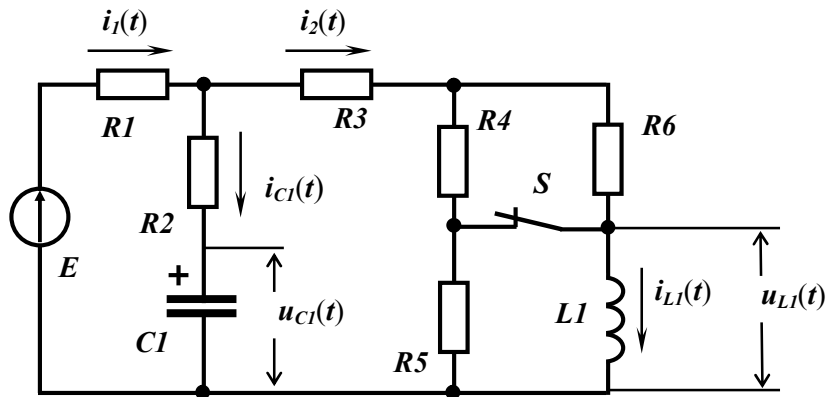 i1(t)
i2(t)
R1
R3
R4
R6
S
iC1(t)
R2
E
+
uC1(t)
C1
R5
L1
iL1(t)
uL1(t)